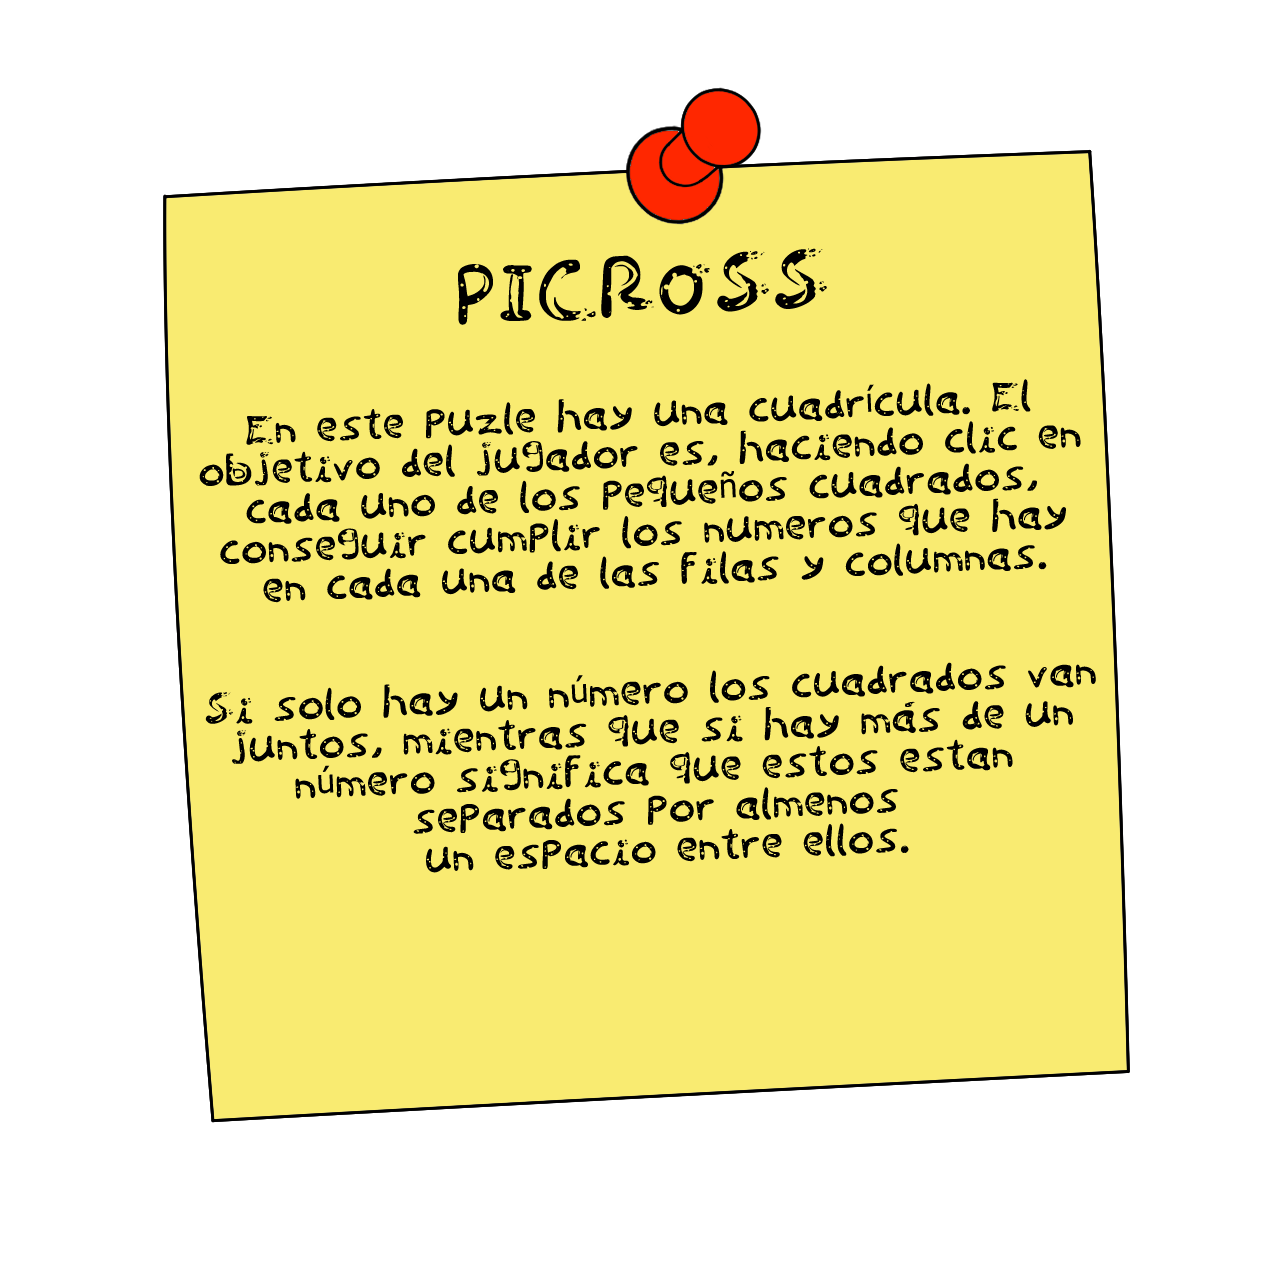 PICROSS
En este puzle hay una cuadrícula. El
objetivo del jugador es, haciendo clic en
cada uno de los pequeños cuadrados,
conseguir cumplir los numeros que hay
en cada una de las filas y columnas.
Si solo hay un número los cuadrados van
juntos, mientras que si hay más de un
número significa que estos estan
separados por almenos
un espacio entre ellos.